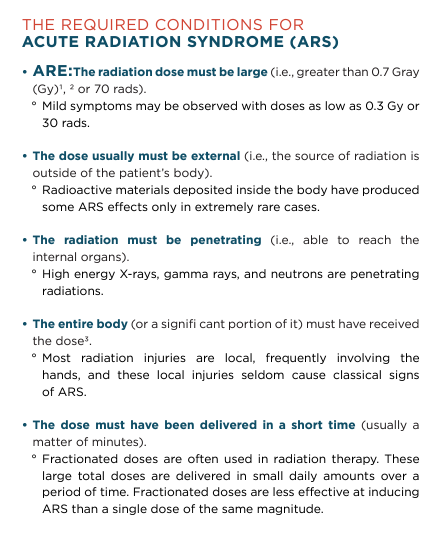 THE REQUIRED CONDITIONS FOR
ACUTE RADIATION SYNDROME (ARS)
• ARE:The radiation dose must be large (i.e., greater than 0.7 Gray
(Gy)¹, ² or 70 rads).
° Mild symptoms may be observed with doses as low as 0.3 Gy or
30 rads.
• The dose usually must be external (i.e., the source of radiation is
outside of the patient's body).
° Radioactive materials deposited inside the body have produced
some ARS effects only in extremely rare cases.
• The radiation must be penetrating (i.e., able to reach the
internal organs).
° High energy X-rays, gamma rays, and neutrons are penetrating
radiations.
• The entire body (or a signifi cant portion of it) must have received
the dose³.
° Most radiation injuries are local, frequently involving the
hands, and these local injuries seldom cause classical signs
of ARS.
• The dose must have been delivered in a short time (usually a
matter of minutes).
° Fractionated doses are often used in radiation therapy. These
large total doses are delivered in small daily amounts over a
period of time. Fractionated doses are less effective at inducing
ARS than a single dose of the same magnitude.